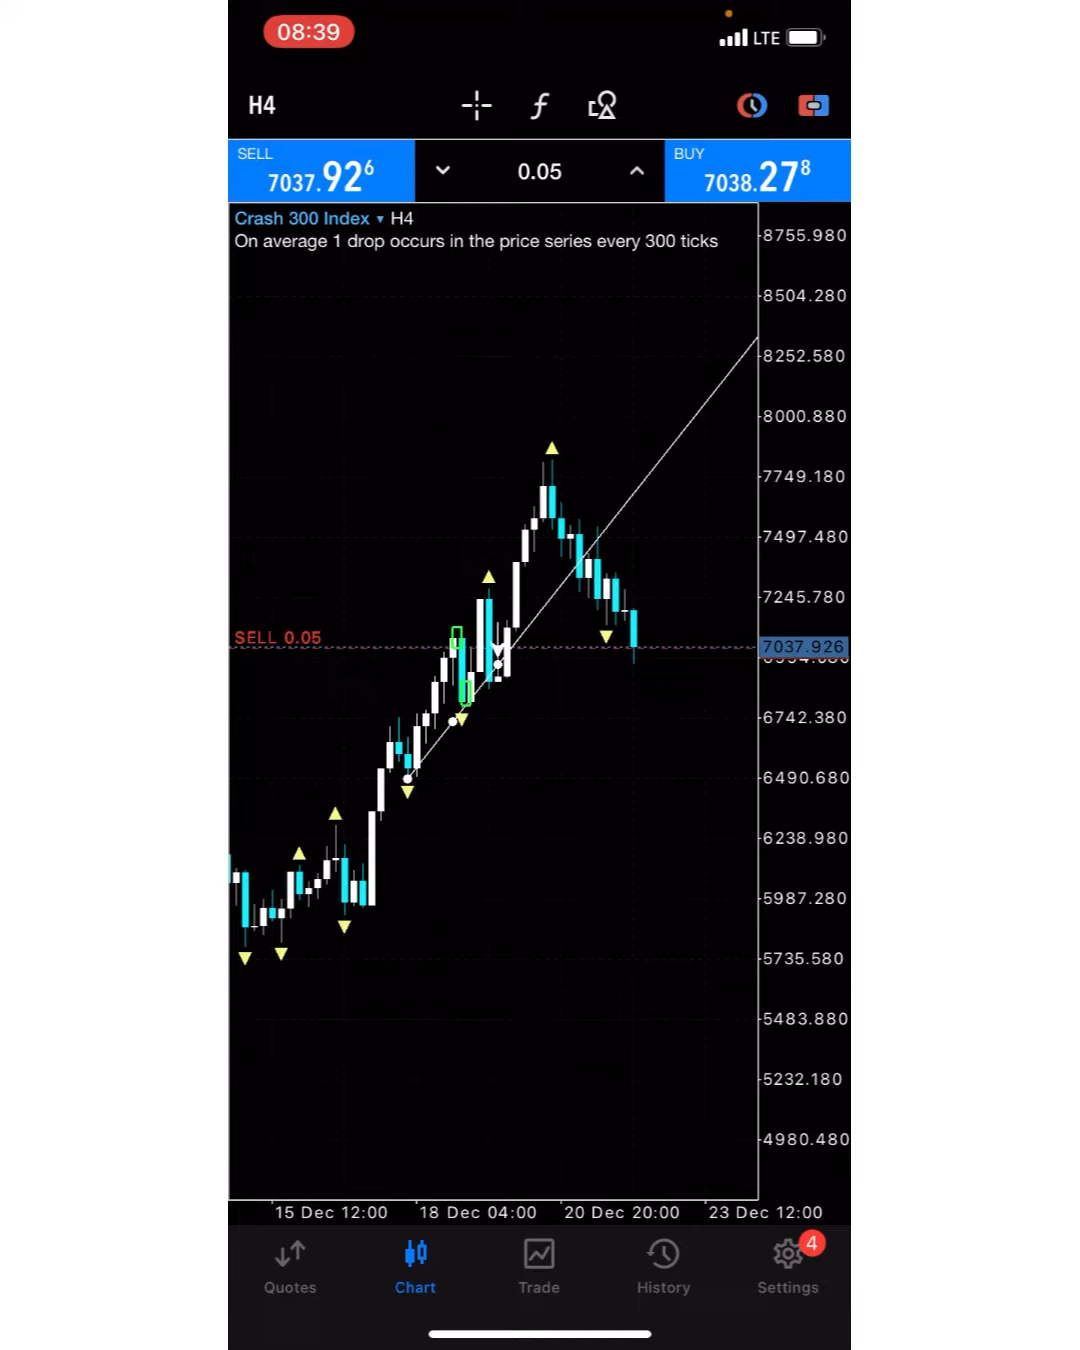 08:39
LTE
H4
SELL
7037.926
0.05
BUY
7038.278
Crash 300 Index ▾ H4
On average 1 drop occurs in the price series every 300 ticks
8755.980
8504.280
8252.580
8000.880
7749.180
7497.480
7245.780
SELL 0.05
7037.926
6742.380
6490.680
6238.980
5987.280
5735.580
5483.880
5232.180
4980.480
15 Dec 12:00 18 Dec 04:00 20 Dec 20:00 23 Dec 12:00
4
Quotes Chart Trade History Settings